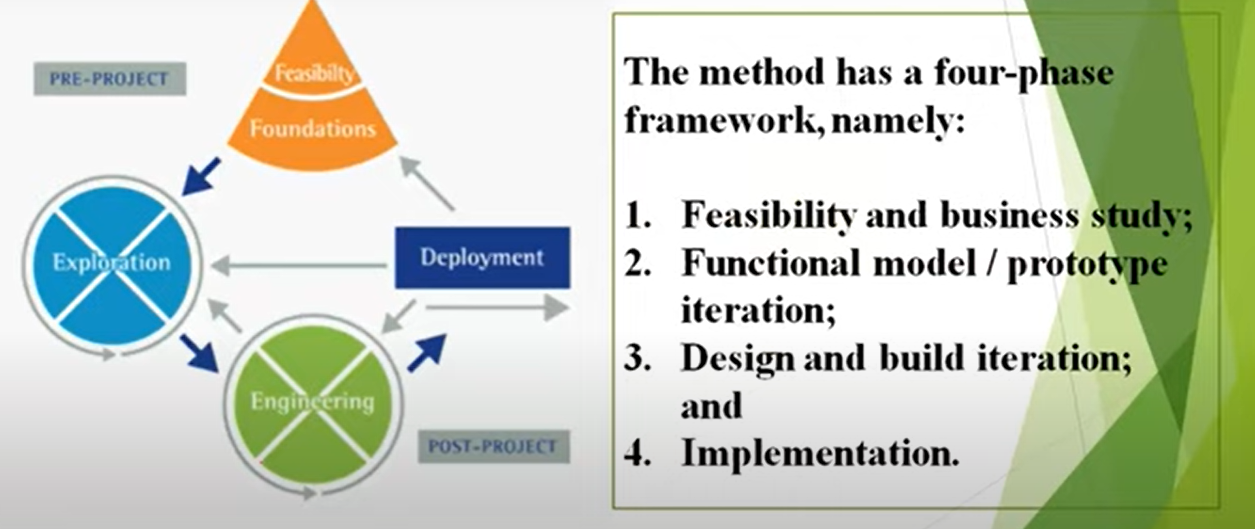 PRE-PROJECT
Feasibilty
Foundations
Exploration
Deployment
Engineering
POST-PROJECT
The method has a four-phase
framework, namely:
1. Feasibility and business study;
2. Functional model / prototype
iteration;
3. Design and build iteration;
and
4. Implementation.